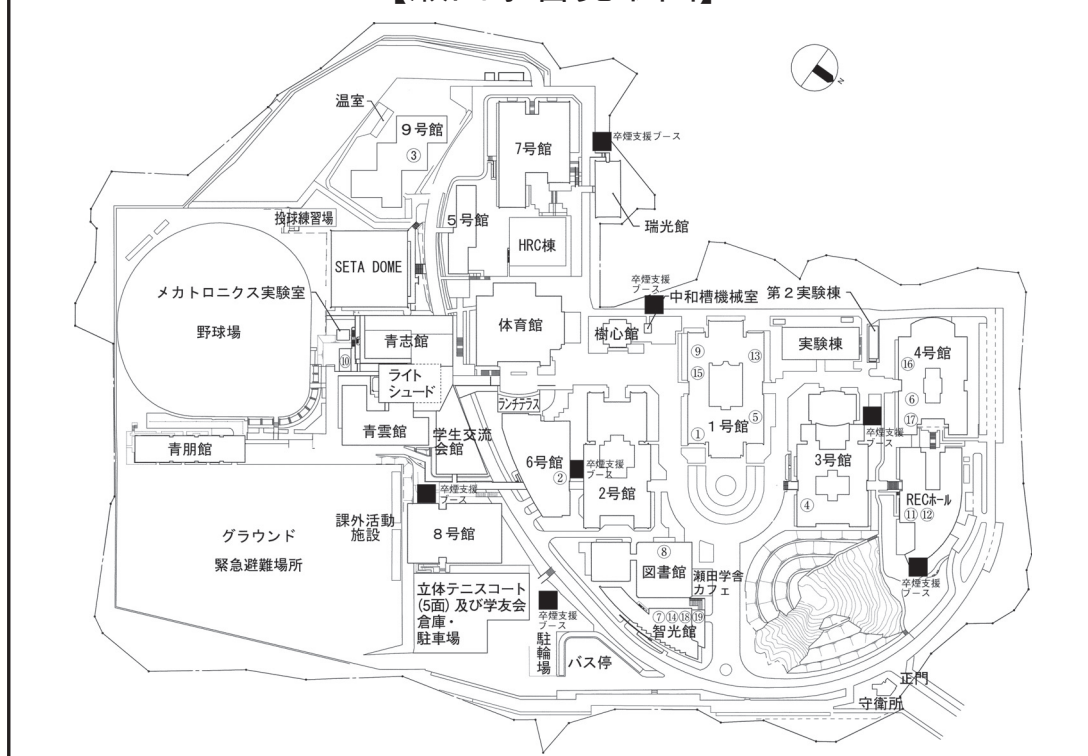 N
温室
9号館
③
7号館
卒煙支援ブース
5号館
投球練習場
瑞光館
HRC棟
SETA DOME
卒煙支援
ブース
中和槽機械室
第2実験棟
メカトロニクス実験室
野球場
青志館
体育館
樹心館
⑨
⑬
実験棟
4号館
⑯
⑩
⑮
ライト
シュード
ランチテラス
⑥
⑰
青雲館
学生交流
会館
①
1号館
⑤
卒煙支援
ブース
青朋館
6号館
②
卒煙支援
ブース
2号館
3号館
④
RECホール
⑪⑫
卒煙支援
ブース
課外活動
施設
8号館
グラウンド
緊急避難場所
⑧
図書館
瀬田学舎
カフェ
卒煙支援
ブース
立体テニスコート
(5面)及び学友会
倉庫・
駐車場
卒煙支援
ブース
⑦⑭⑱⑲
智光館
駐輪場
バス停
正門
守衛所